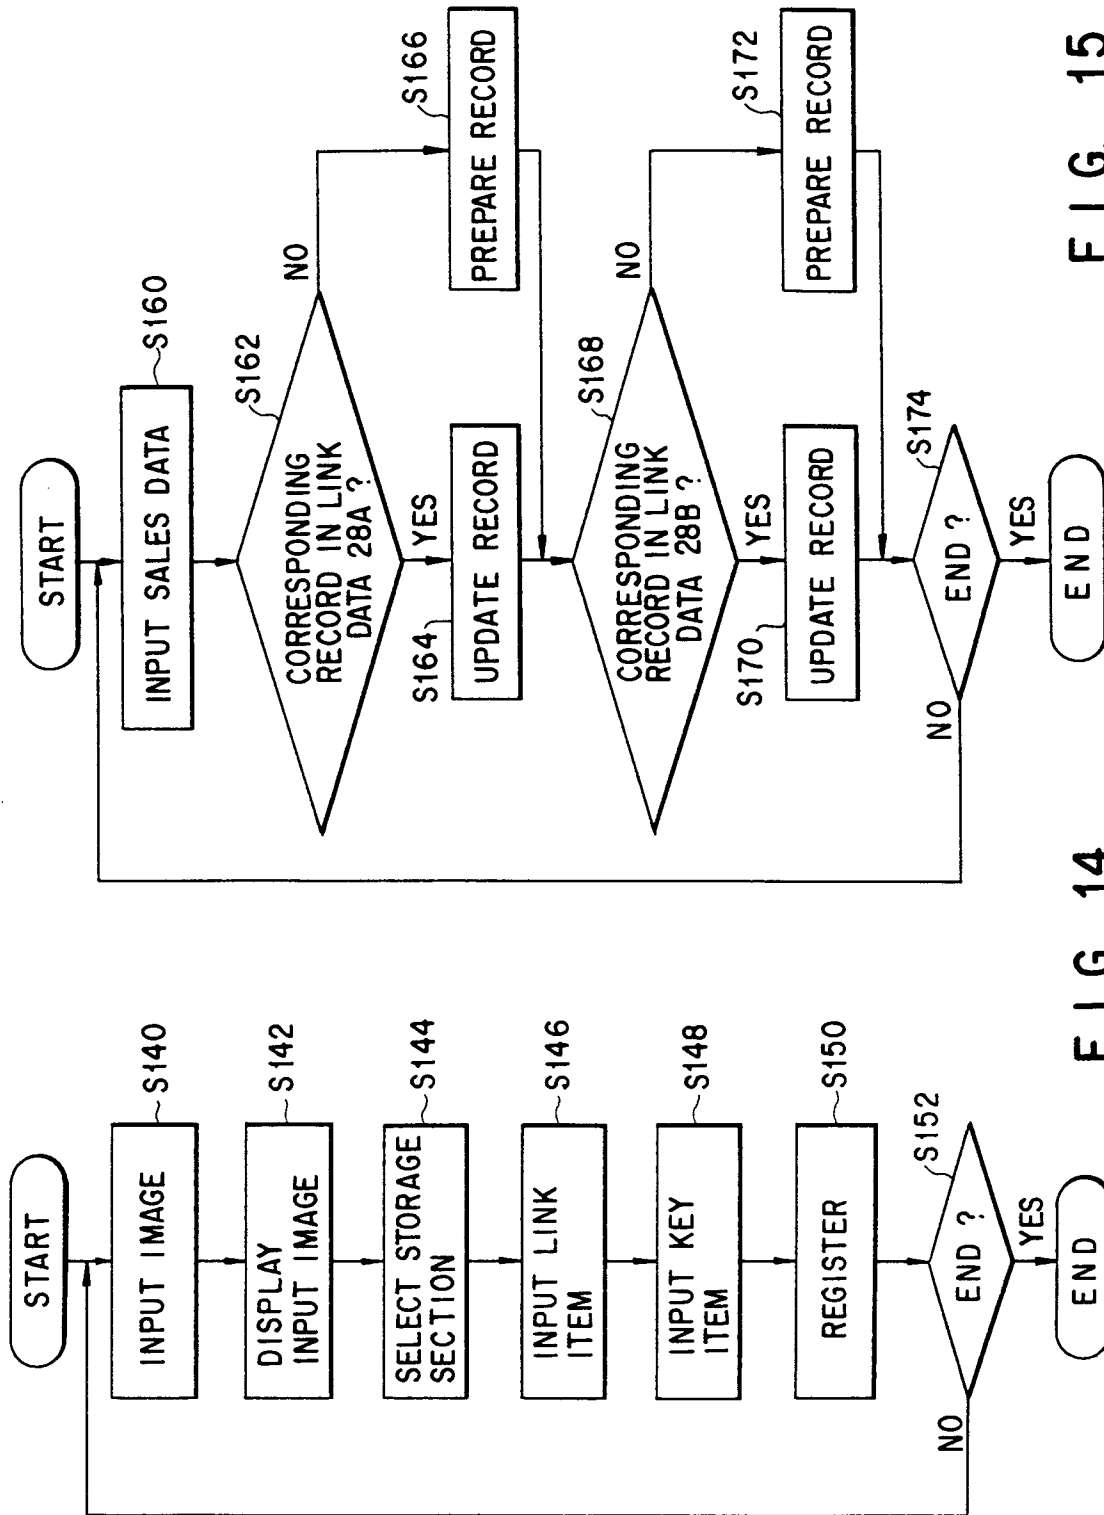 START
INPUT IMAGE
S140
DISPLAY
INPUT IMAGE
S142
SELECT STORAGE
SECTION
S144
INPUT LINK
ITEM
S146
INPUT KEY
ITEM
S148
REGISTER
S150
END ?
S152
NO
YES
END
FIG. 14
START
INPUT SALES DATA
S160
CORRESPONDING
RECORD IN LINK
DATA 28A ?
S162
NO
YES
S164
UPDATE RECORD
S166
PREPARE RECORD
CORRESPONDING
RECORD IN LINK
DATA 28B ?
S168
NO
YES
S170
UPDATE RECORD
S172
PREPARE RECORD
END ?
S174
NO
YES
END
FIG. 15